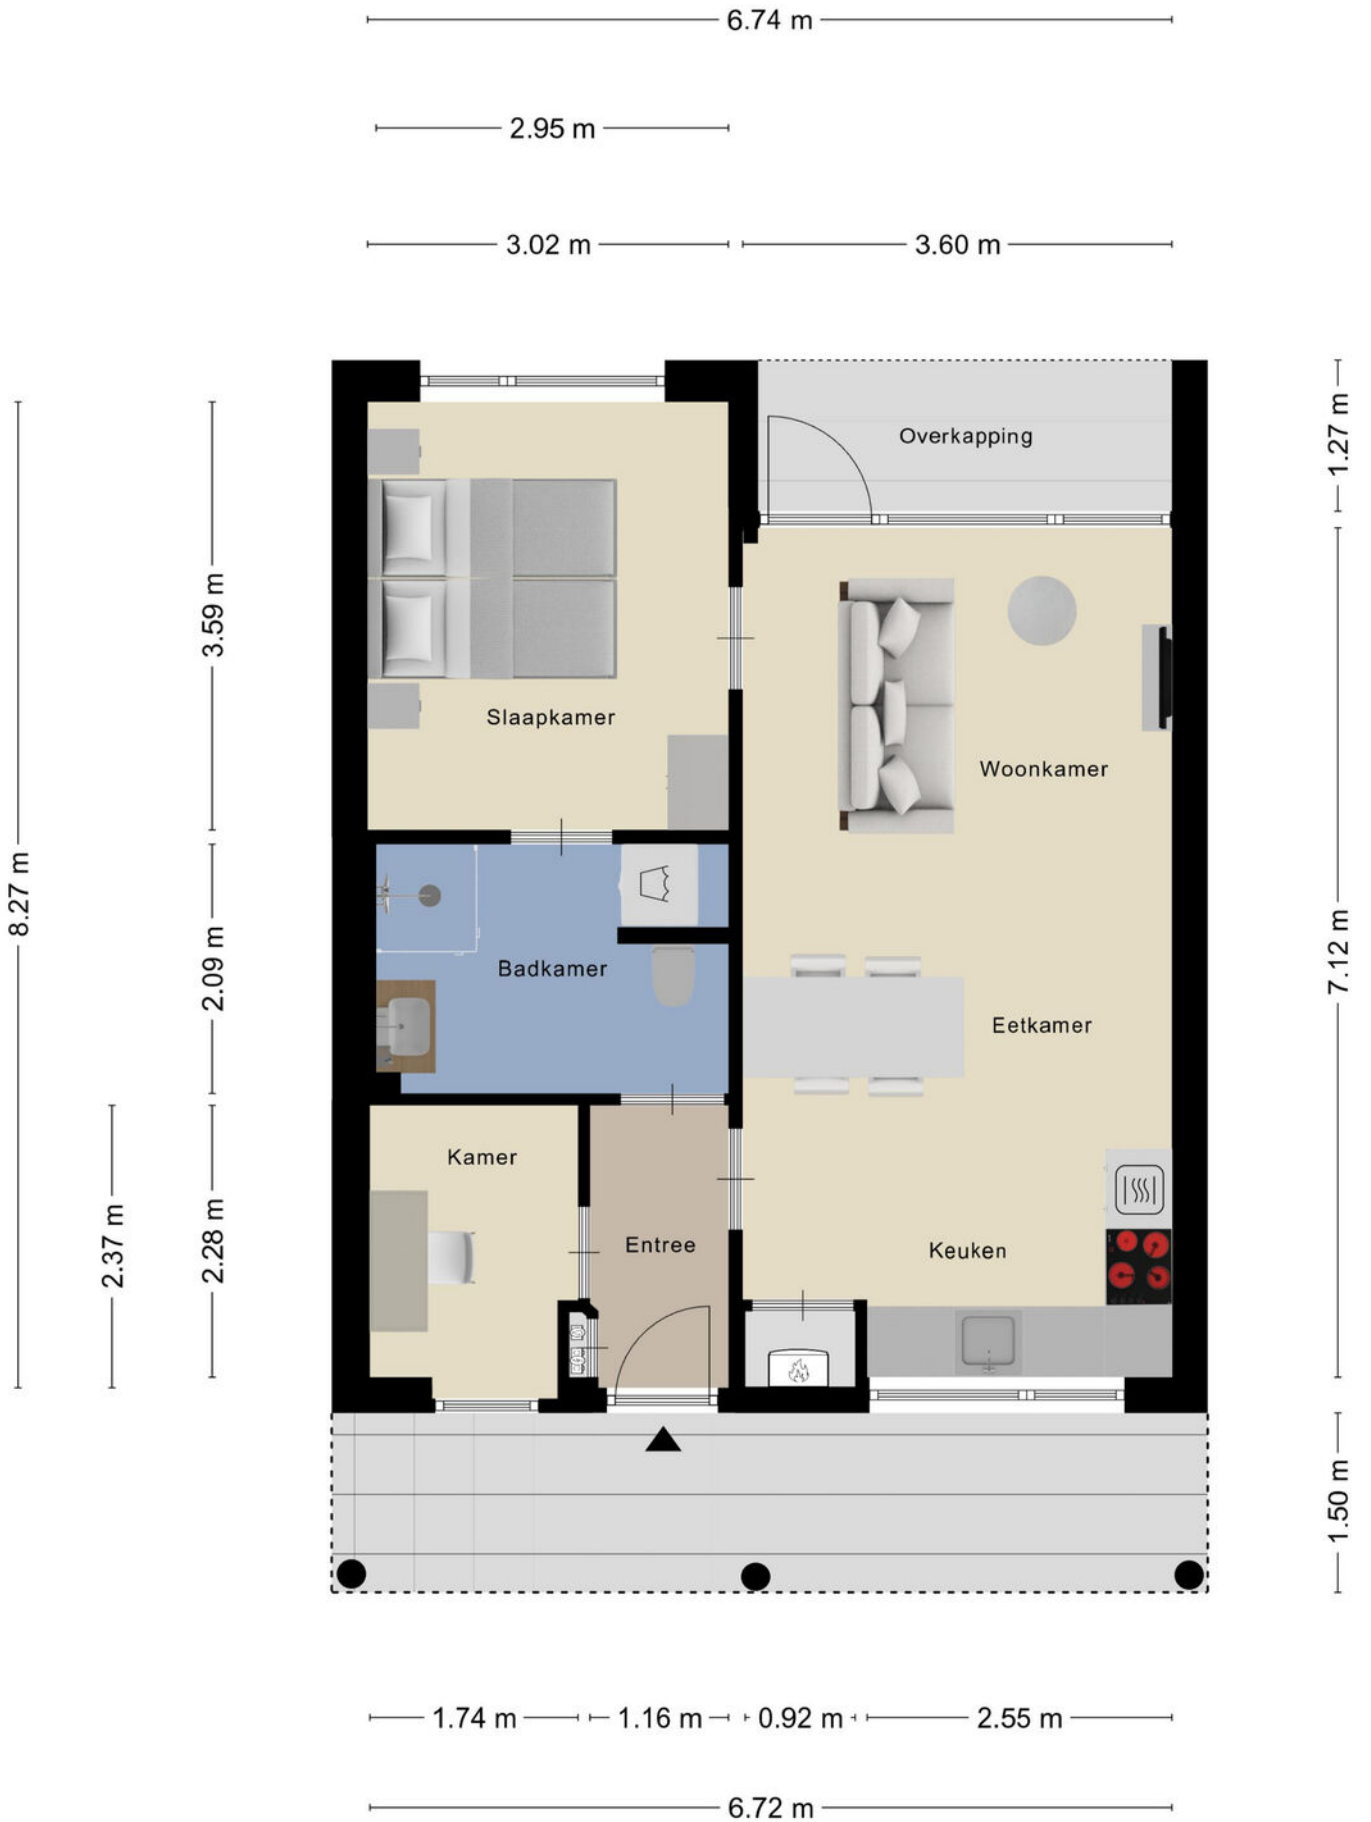 6.74 m
2.95 m
3.02 m
3.60 m
Overkapping
1.27 m
3.59 m
Slaapkamer
Woonkamer
8.27 m
2.09 m
Badkamer
7.12 m
Eetkamer
Kamer
2.37 m
2.28 m
Entree
Keuken
1.50 m
1.74 m
1.16 m
0.92 m
2.55 m
6.72 m